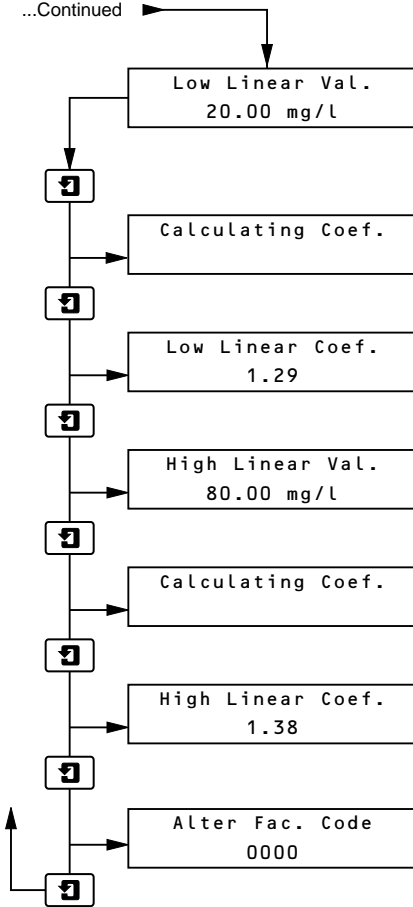 ...Continued
Low Linear Val.
20.00 mg/l
Calculating Coef.
Low Linear Coef.
1.29
High Linear Val.
80.00 mg/l
Calculating Coef.
High Linear Coef.
1.38
Alter Fac. Code
0000